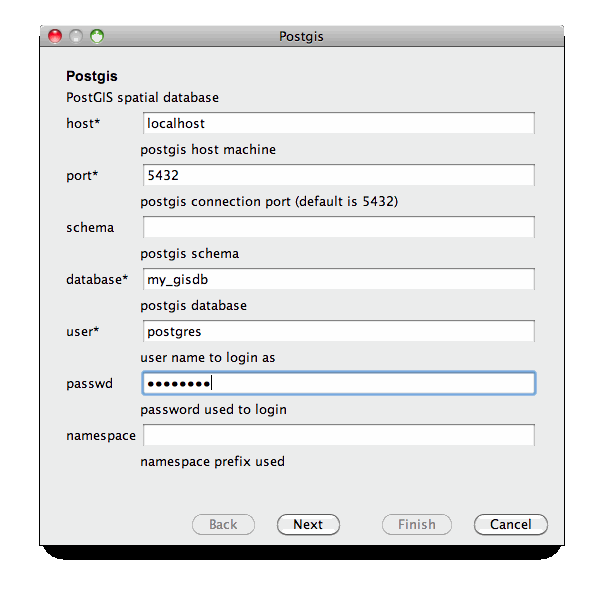 Postgis
Postgis
PostGIS spatial database
host* localhost
postgis host machine
port* 5432
postgis connection port (default is 5432)
schema
postgis schema
database* my_gisdb
postgis database
user* postgres
user name to login as
passwd ●●●●●●●●
password used to login
namespace
namespace prefix used
Back Next Finish Cancel